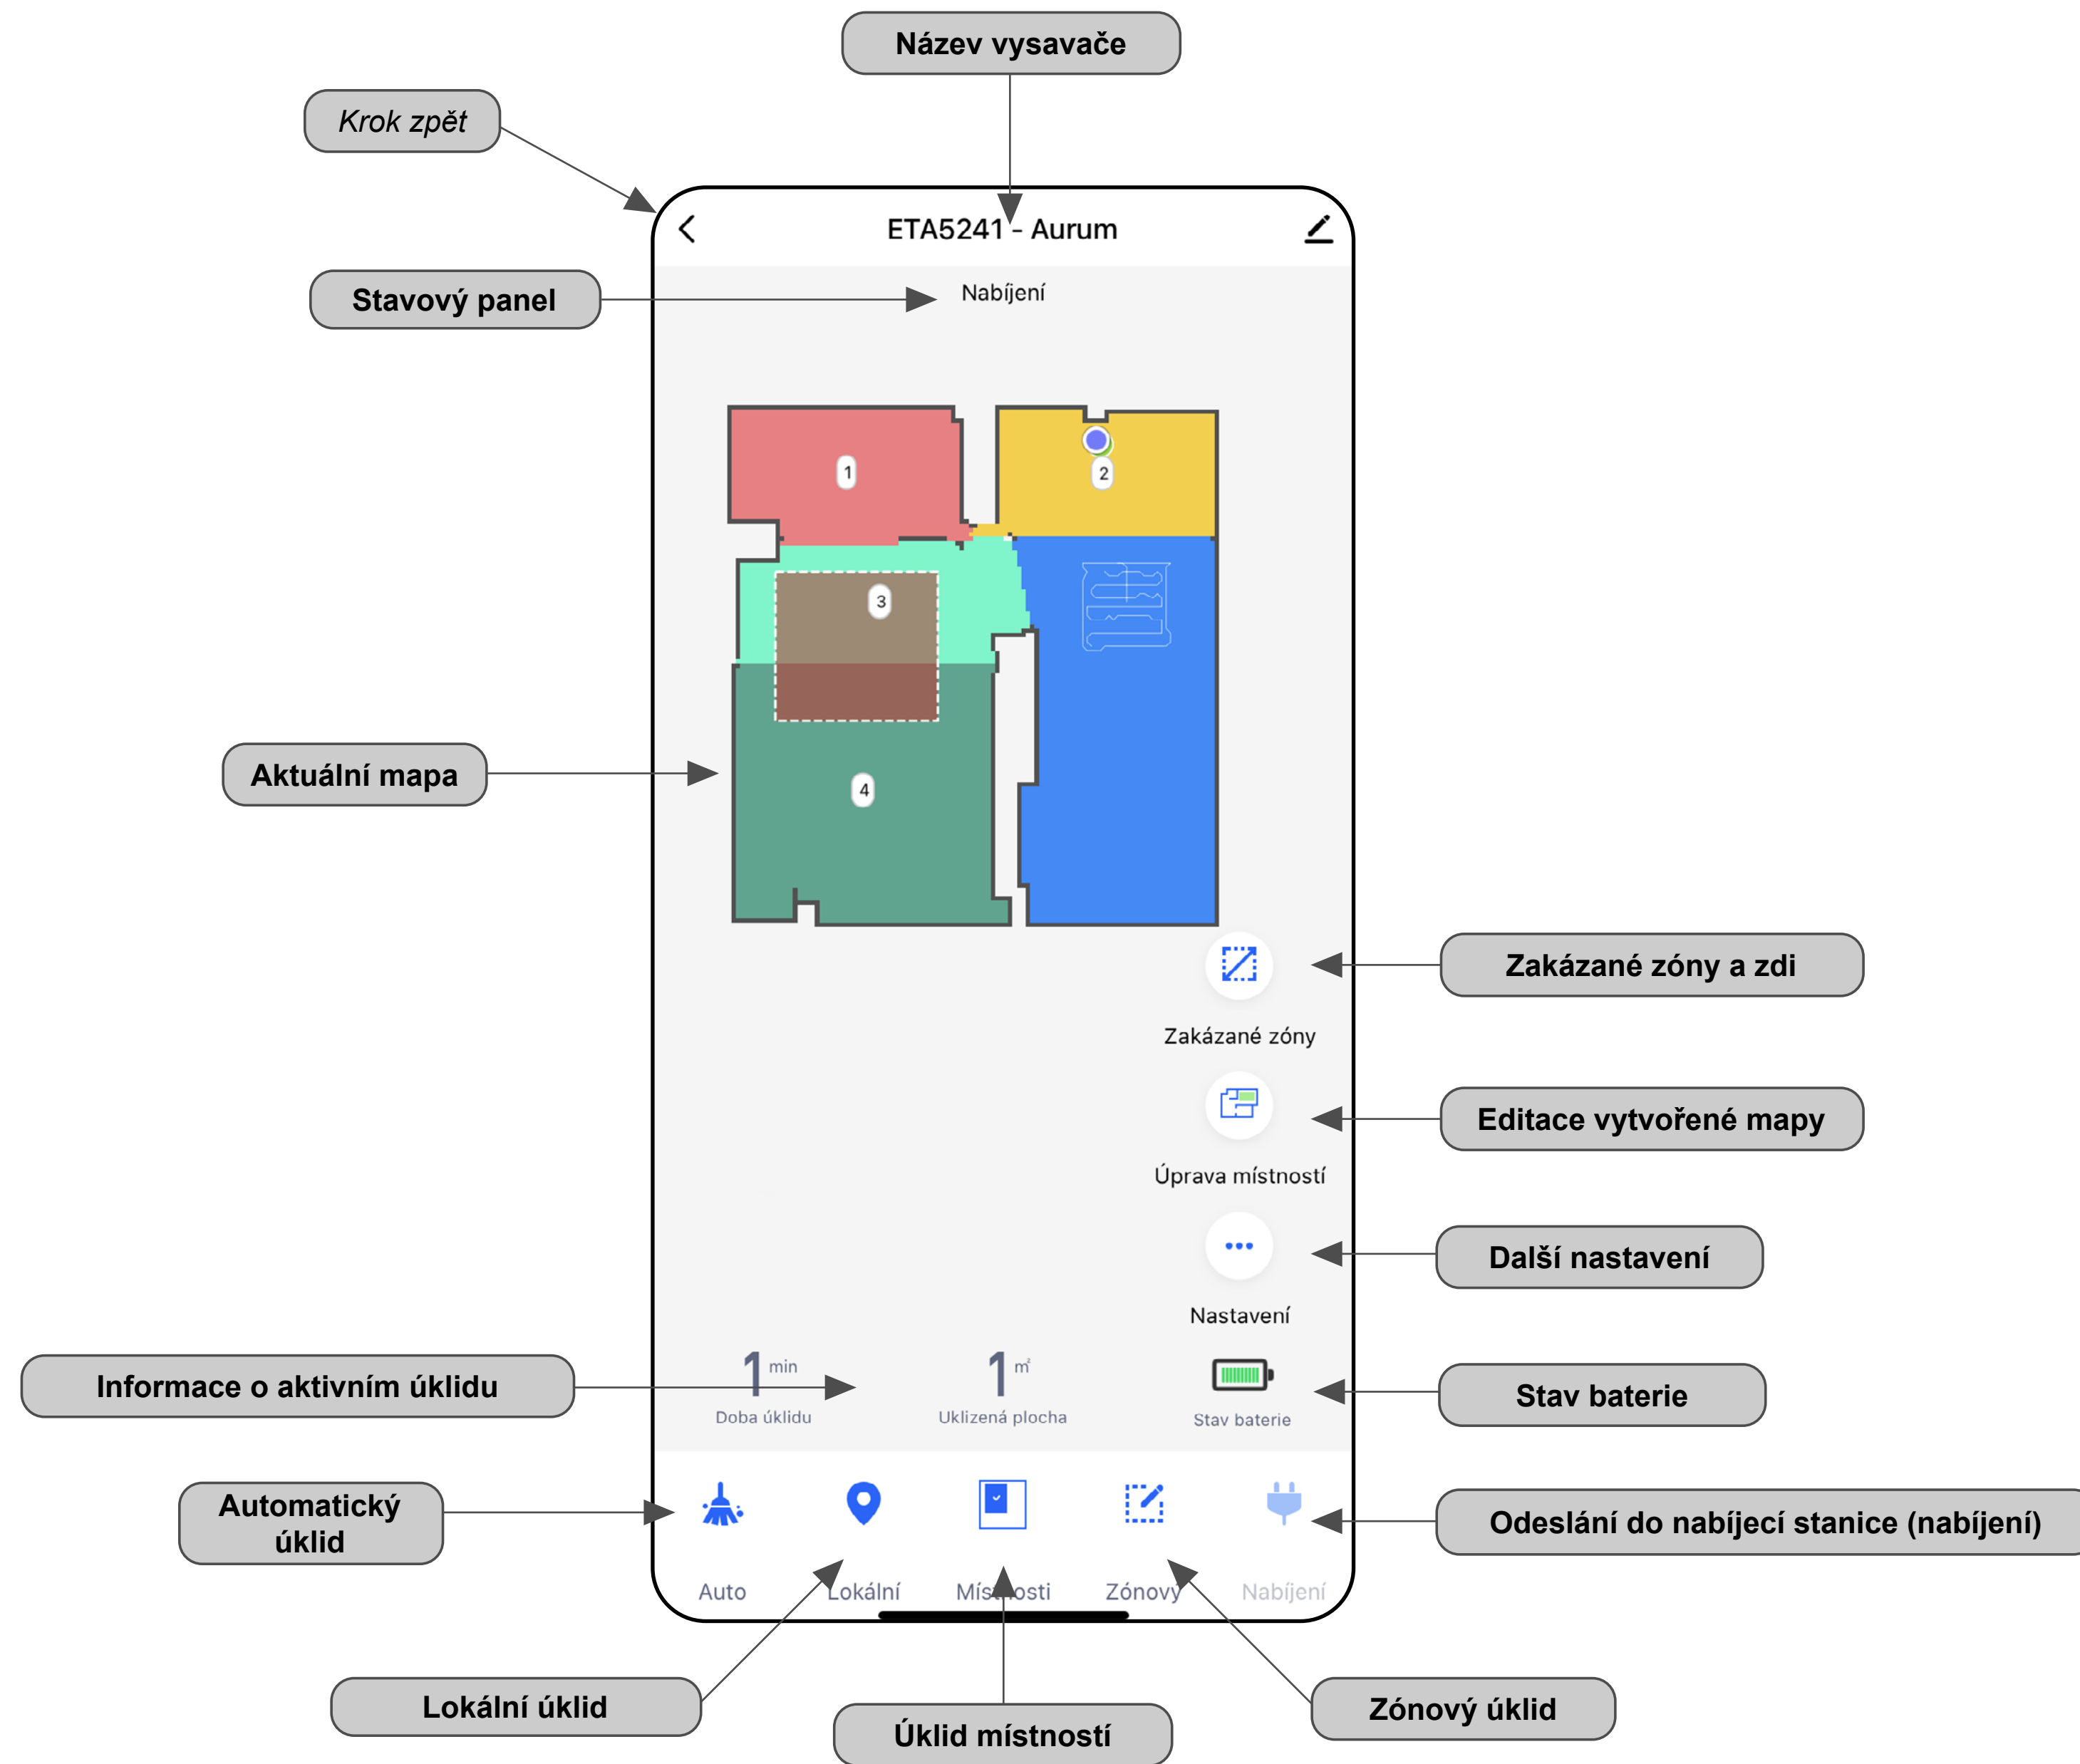 Název vysavače
Krok zpět
ETA5241 - Aurum
Stavový panel
Nabíjení
1
2
3
Aktuální mapa
4
Zakázané zóny a zdi
Zakázané zóny
Editace vytvořené mapy
Úprava místností
Další nastavení
Nastavení
Informace o aktivním úklidu
1 min
1 m²
Stav baterie
Doba úklidu
Uklizená plocha
Stav baterie
Automatický
úklid
Odeslání do nabíjecí stanice (nabíjení)
Auto
Lokální
Místnosti
Zónový
Nabíjení
Lokální úklid
Úklid místností
Zónový úklid